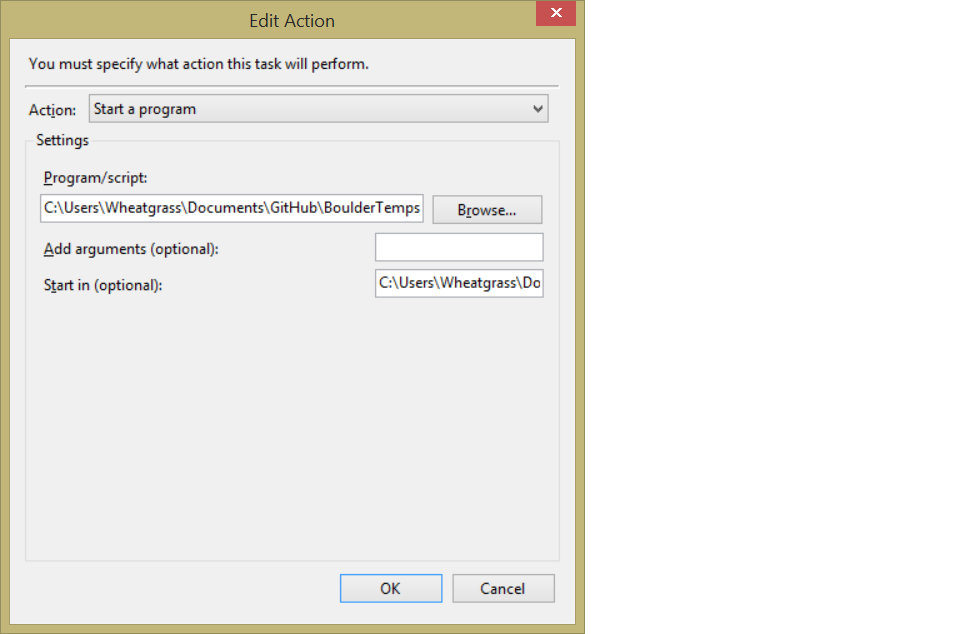 Edit Action
You must specify what action this task will perform.
Action: Start a program
Settings
Program/script:
C:\Users\Wheatgrass\Documents\GitHub\BoulderTemps Browse...
Add arguments (optional):
Start in (optional): C:\Users\Wheatgrass\Do
OK Cancel